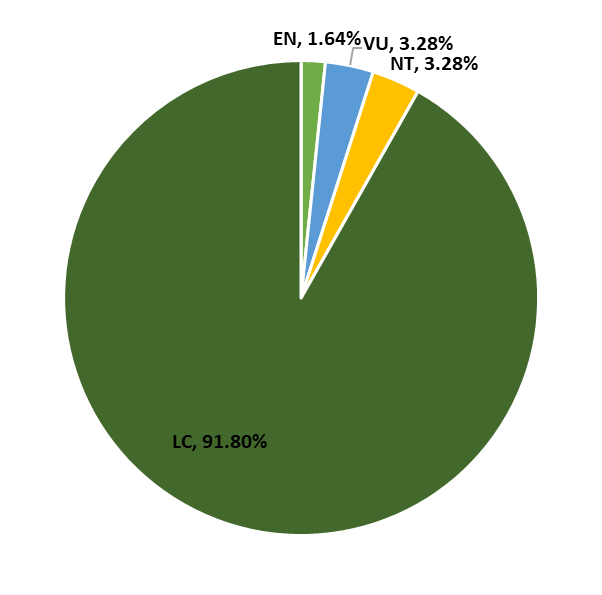 EN, 1.64%
VU, 3.28%
NT, 3.28%
LC, 91.80%